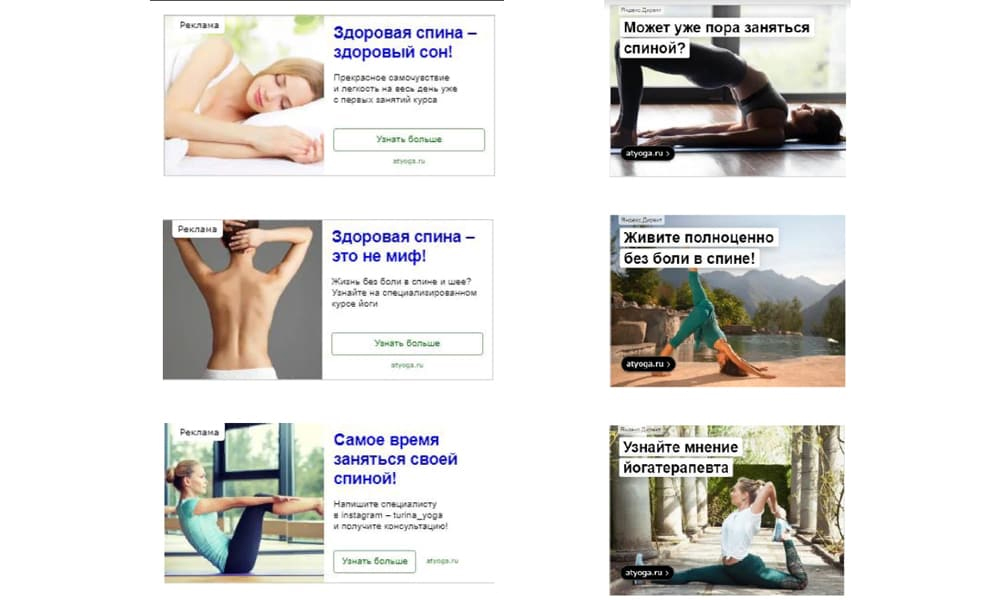 Реклама
Здоровая спина –
здоровый сон!
Прекрасное самочувствие
и легкость на весь день уже
с первых занятий курса
Узнать больше
atyoga.ru
Яндекс.Директ
Может уже пора заняться
спиной?
atyoga.ru ›
Реклама
Здоровая спина –
это не миф!
Жизнь без боли в спине и шее?
Узнайте на специализированном
курсе йоги
Узнать больше
atyoga.ru
Яндекс.Директ
Живите полноценно
без боли в спине!
atyoga.ru ›
Реклама
Самое время
заняться своей
спиной!
Напишите специалисту
в instagram – turina_yoga
и получите консультацию!
Узнать больше
atyoga.ru
Яндекс.Директ
Узнайте мнение
йогатерапевта
atyoga.ru ›